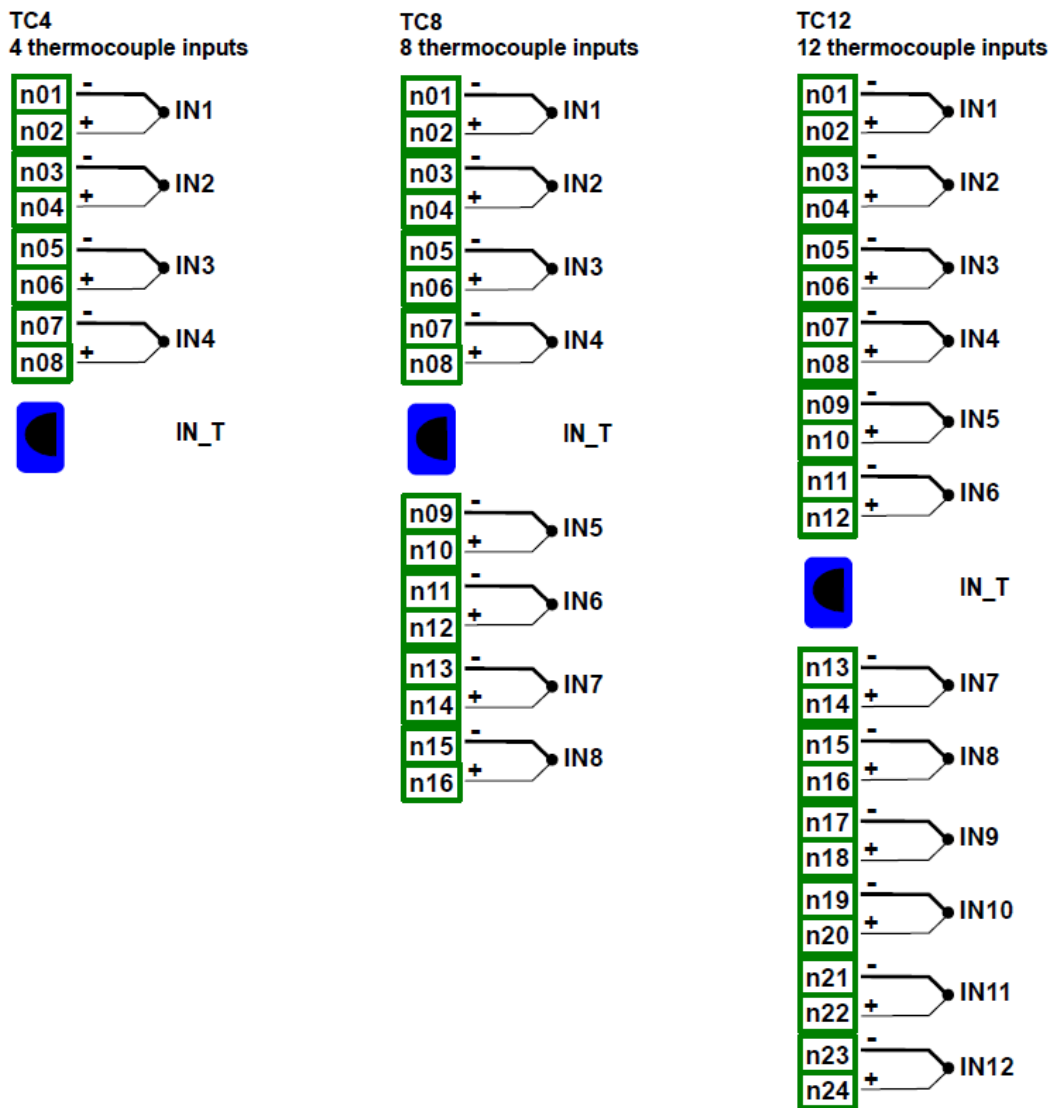 TC4
4 thermocouple inputs
n01 - IN1
n02 +
n03 - IN2
n04 +
n05 - IN3
n06 +
n07 - IN4
n08 +
IN_T
TC8
8 thermocouple inputs
n01 - IN1
n02 +
n03 - IN2
n04 +
n05 - IN3
n06 +
n07 - IN4
n08 +
IN_T
n09 - IN5
n10 +
n11 - IN6
n12 +
n13 - IN7
n14 +
n15 - IN8
n16 +
TC12
12 thermocouple inputs
n01 - IN1
n02 +
n03 - IN2
n04 +
n05 - IN3
n06 +
n07 - IN4
n08 +
n09 - IN5
n10 +
n11 - IN6
n12 +
IN_T
n13 - IN7
n14 +
n15 - IN8
n16 +
n17 - IN9
n18 +
n19 - IN10
n20 +
n21 - IN11
n22 +
n23 - IN12
n24 +